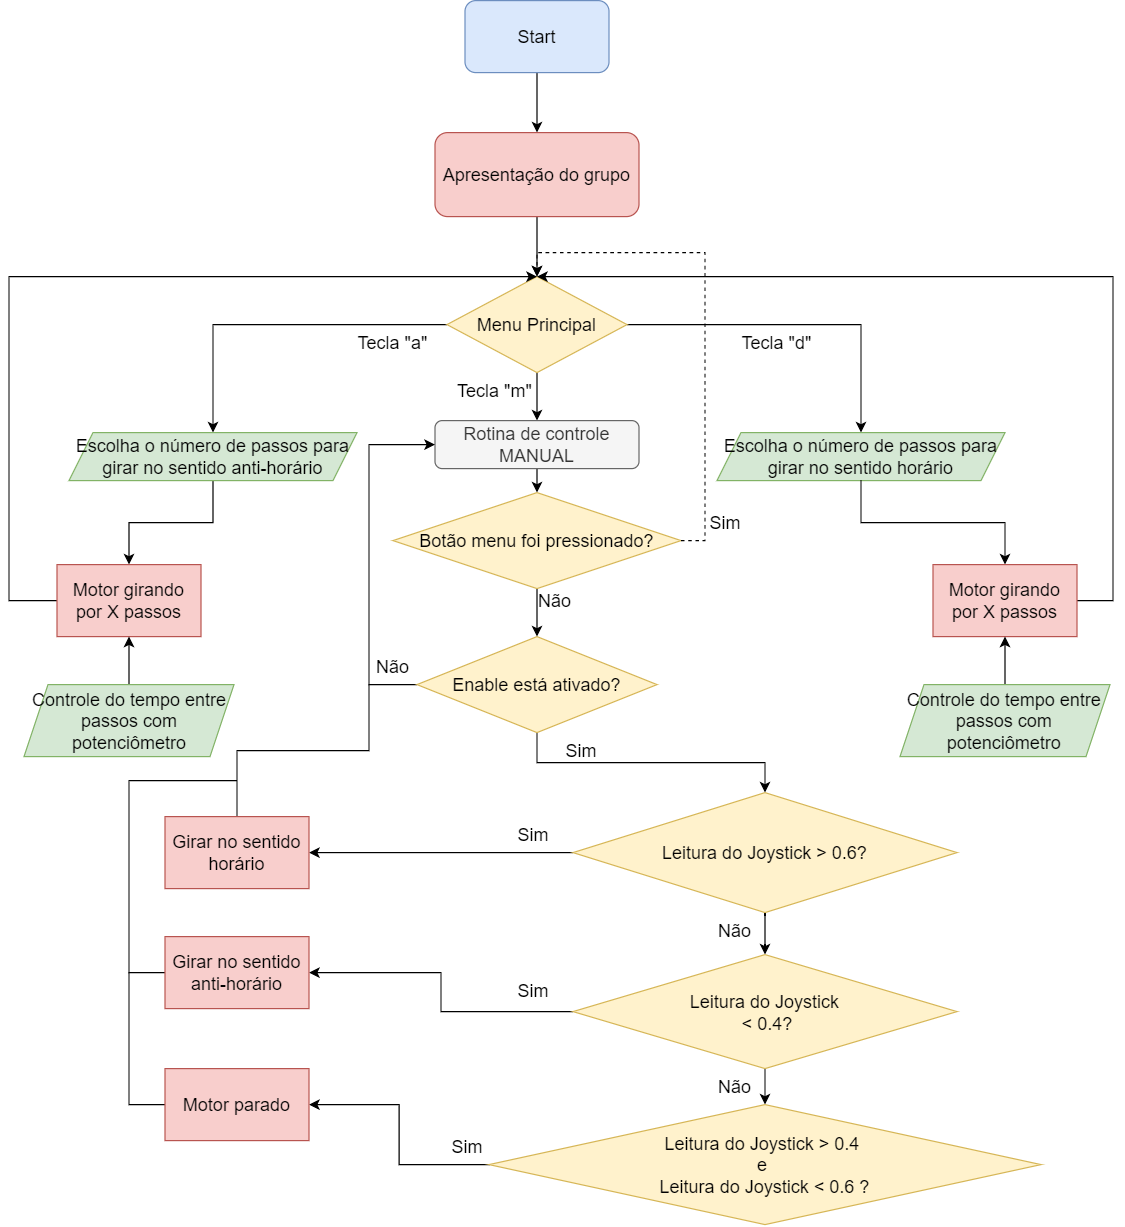 Start
Apresentação do grupo
Menu Principal
Tecla "a"
Tecla "d"
Tecla "m"
Escolha o número de passos para
girar no sentido anti-horário
Rotina de controle
MANUAL
Escolha o número de passos para
girar no sentido horário
Botão menu foi pressionado?
Sim
Não
Motor girando
por X passos
Motor girando
por X passos
Não
Enable está ativado?
Controle do tempo entre
passos com
potenciômetro
Controle do tempo entre
passos com
potenciômetro
Sim
Girar no sentido
horário
Sim
Leitura do Joystick > 0.6?
Não
Girar no sentido
anti-horário
Sim
Leitura do Joystick
< 0.4?
Não
Motor parado
Sim
Leitura do Joystick > 0.4
e
Leitura do Joystick < 0.6 ?